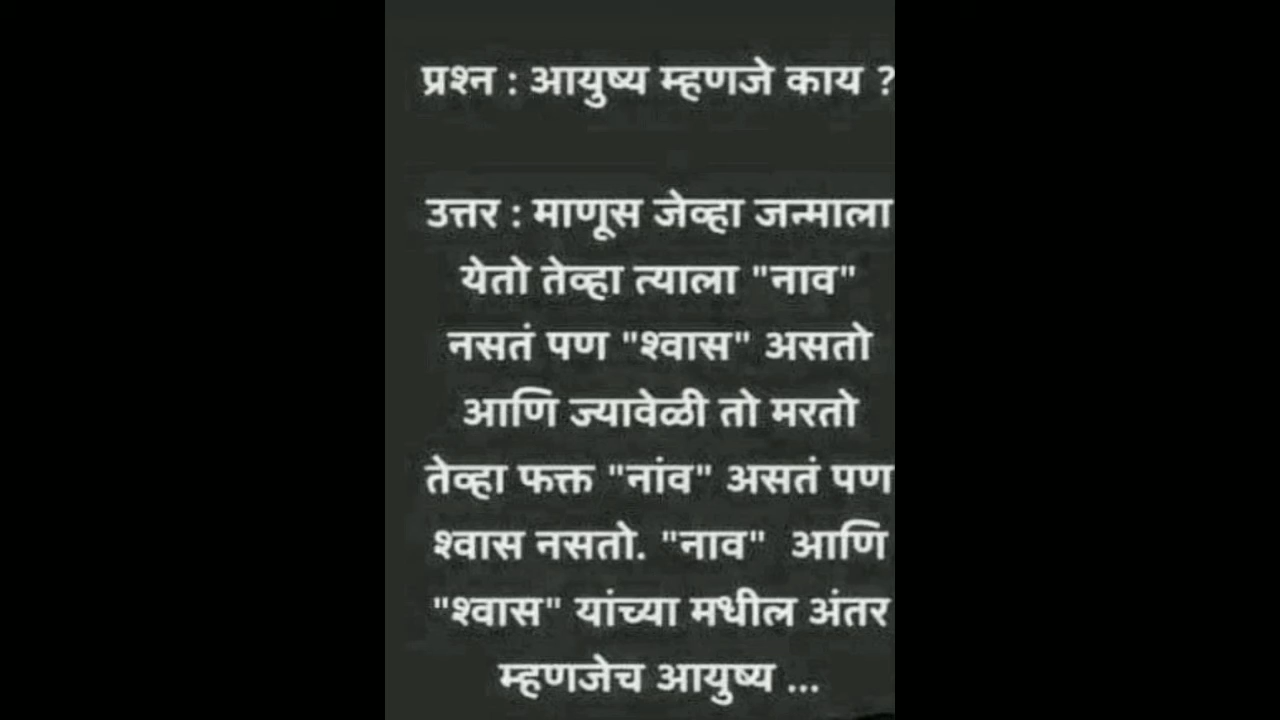 प्रश्न : आयुष्य म्हणजे काय ?
उत्तर : माणूस जेव्हा जन्माला
येतो तेव्हा त्याला "नाव"
नसतं पण "श्वास" असतो
आणि ज्यावेळी तो मरतो
तेव्हा फक्त "नांव" असतं पण
श्वास नसतो. "नाव" आणि
"श्वास" यांच्या मधील अंतर
म्हणजेच आयुष्य ...